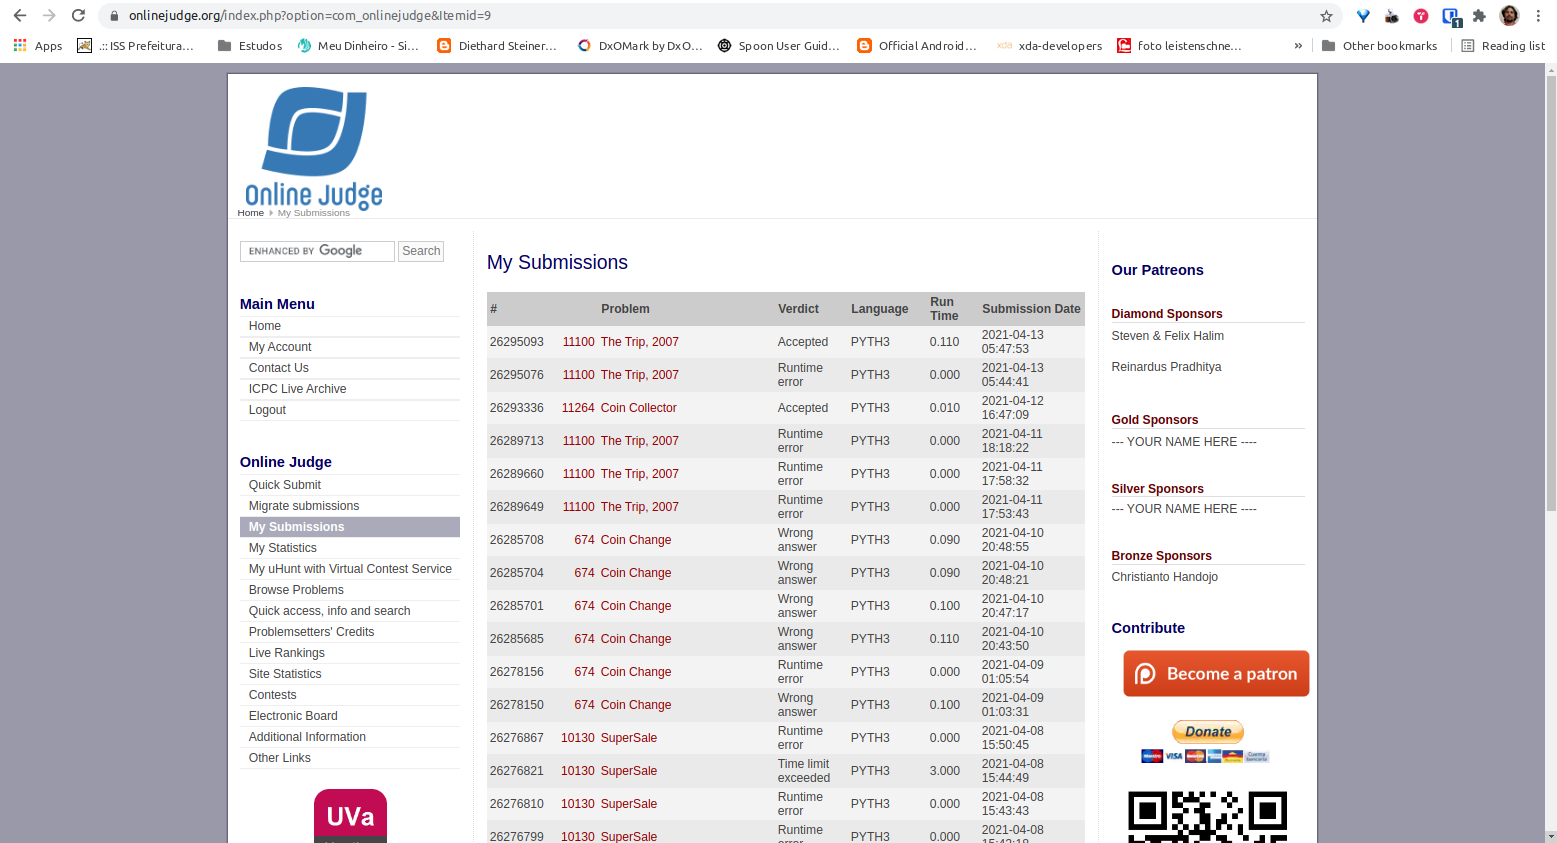 onlinejudge.org/index.php?option=com_onlinejudge&Itemid=9
1
Apps
.:: ISS Prefeitura…
Estudos
Meu Dinheiro - Si…
Diethard Steiner…
DxOMark by DxO…
Spoon User Guid…
Official Android…
xda
xda-developers
foto leistenschne…
»
Other bookmarks
Reading list
Online Judge
Home
My Submissions
ENHANCED BY Google
Search
Main Menu
Home
My Account
Contact Us
ICPC Live Archive
Logout
Online Judge
Quick Submit
Migrate submissions
My Submissions
My Statistics
My uHunt with Virtual Contest Service
Browse Problems
Quick access, info and search
Problemsetters' Credits
Live Rankings
Site Statistics
Contests
Electronic Board
Additional Information
Other Links
UVa
My Submissions
# Problem Verdict Language Run Time Submission Date
26295093 11100 The Trip, 2007 Accepted PYTH3 0.110 2021-04-13 05:47:53
26295076 11100 The Trip, 2007 Runtime error PYTH3 0.000 2021-04-13 05:44:41
26293336 11264 Coin Collector Accepted PYTH3 0.010 2021-04-12 16:47:09
26289713 11100 The Trip, 2007 Runtime error PYTH3 0.000 2021-04-11 18:18:22
26289660 11100 The Trip, 2007 Runtime error PYTH3 0.000 2021-04-11 17:58:32
26289649 11100 The Trip, 2007 Runtime error PYTH3 0.000 2021-04-11 17:53:43
26285708 674 Coin Change Wrong answer PYTH3 0.090 2021-04-10 20:48:55
26285704 674 Coin Change Wrong answer PYTH3 0.090 2021-04-10 20:48:21
26285701 674 Coin Change Wrong answer PYTH3 0.100 2021-04-10 20:47:17
26285685 674 Coin Change Wrong answer PYTH3 0.110 2021-04-10 20:43:50
26278156 674 Coin Change Runtime error PYTH3 0.000 2021-04-09 01:05:54
26278150 674 Coin Change Wrong answer PYTH3 0.100 2021-04-09 01:03:31
26276867 10130 SuperSale Runtime error PYTH3 0.000 2021-04-08 15:50:45
26276821 10130 SuperSale Time limit exceeded PYTH3 3.000 2021-04-08 15:44:49
26276810 10130 SuperSale Runtime error PYTH3 0.000 2021-04-08 15:43:43
26276799 10130 SuperSale Runtime error PYTH3 0.000 2021-04-08
Our Patreons
Diamond Sponsors
Steven & Felix Halim
Reinardus Pradhitya
Gold Sponsors
--- YOUR NAME HERE ----
Silver Sponsors
--- YOUR NAME HERE ----
Bronze Sponsors
Christianto Handojo
Contribute
Become a patron
Donate
VISA